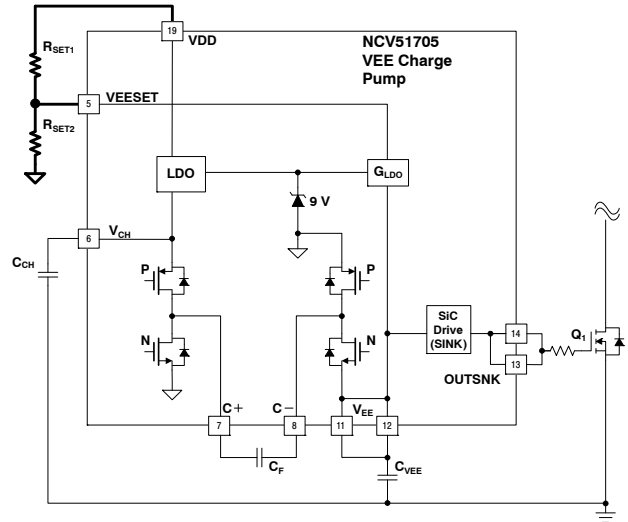 19
VDD
NCV51705
VEE Charge
Pump
RSET1
5
VEESET
RSET2
LDO
GLDO
9 V
6
VCH
CCH
P
P
N
N
SiC
Drive
(SINK)
14
13
Q1
OUTSNK
C+
C−
VEE
7
8
11
12
CF
CVEE